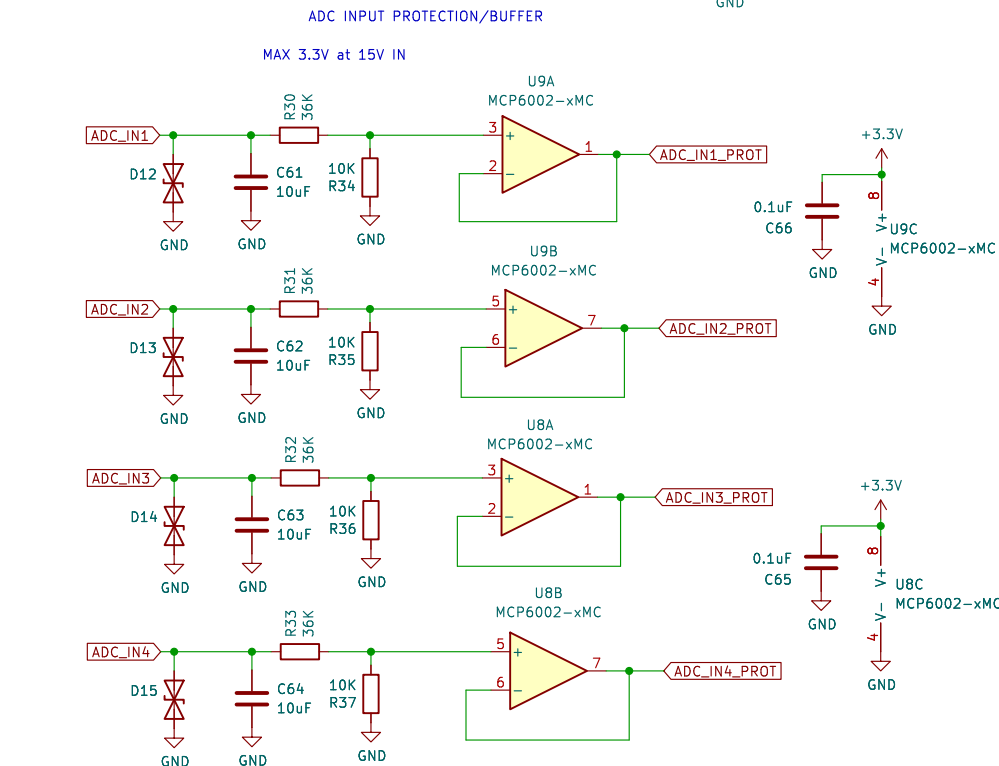 GND
ADC INPUT PROTECTION/BUFFER
MAX 3.3V at 15V IN
ADC_IN1
D12
GND
C61
10uF
GND
R30
36K
10K
R34
GND
U9A
MCP6002-xMC
3
+
2
-
1
ADC_IN1_PROT
+3.3V
0.1uF
C66
GND
8
V+
U9C
MCP6002-xMC
V-
4
GND
ADC_IN2
D13
GND
C62
10uF
GND
R31
36K
10K
R35
GND
U9B
MCP6002-xMC
5
+
6
-
7
ADC_IN2_PROT
ADC_IN3
D14
GND
C63
10uF
GND
R32
36K
10K
R36
GND
U8A
MCP6002-xMC
3
+
2
-
1
ADC_IN3_PROT
+3.3V
0.1uF
C65
GND
8
V+
U8C
MCP6002-xMC
V-
4
GND
ADC_IN4
D15
GND
C64
10uF
GND
R33
36K
10K
R37
GND
U8B
MCP6002-xMC
5
+
6
-
7
ADC_IN4_PROT